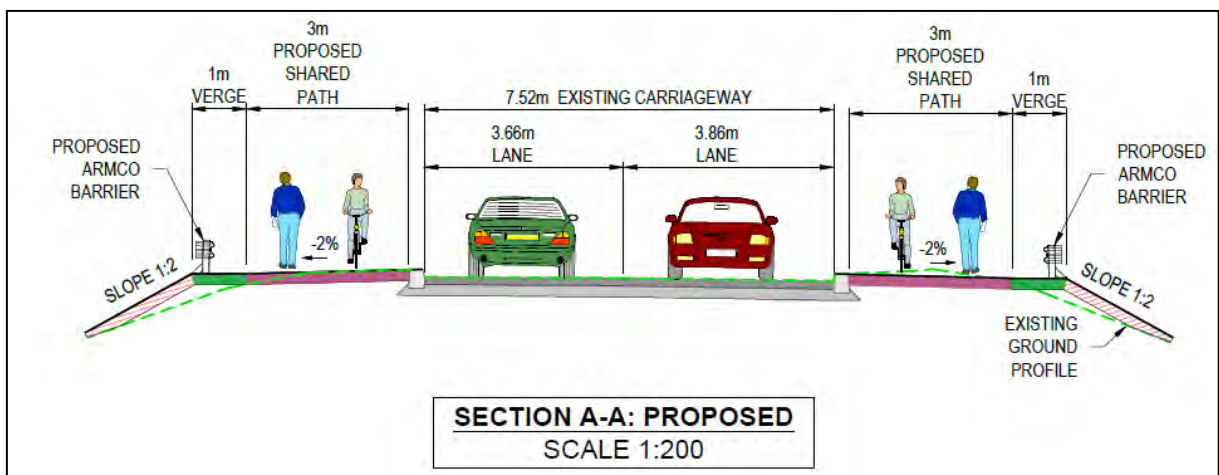 3m
PROPOSED
SHARED
PATH
1m
VERGE
PROPOSED
ARMCO
BARRIER
7.52m EXISTING CARRIAGEWAY
3.66m
LANE
3.86m
LANE
3m
PROPOSED
SHARED
PATH
1m
VERGE
PROPOSED
ARMCO
BARRIER
-2%
-2%
SLOPE 1:2
SLOPE 1:2
EXISTING
GROUND
PROFILE
SECTION A-A: PROPOSED
SCALE 1:200